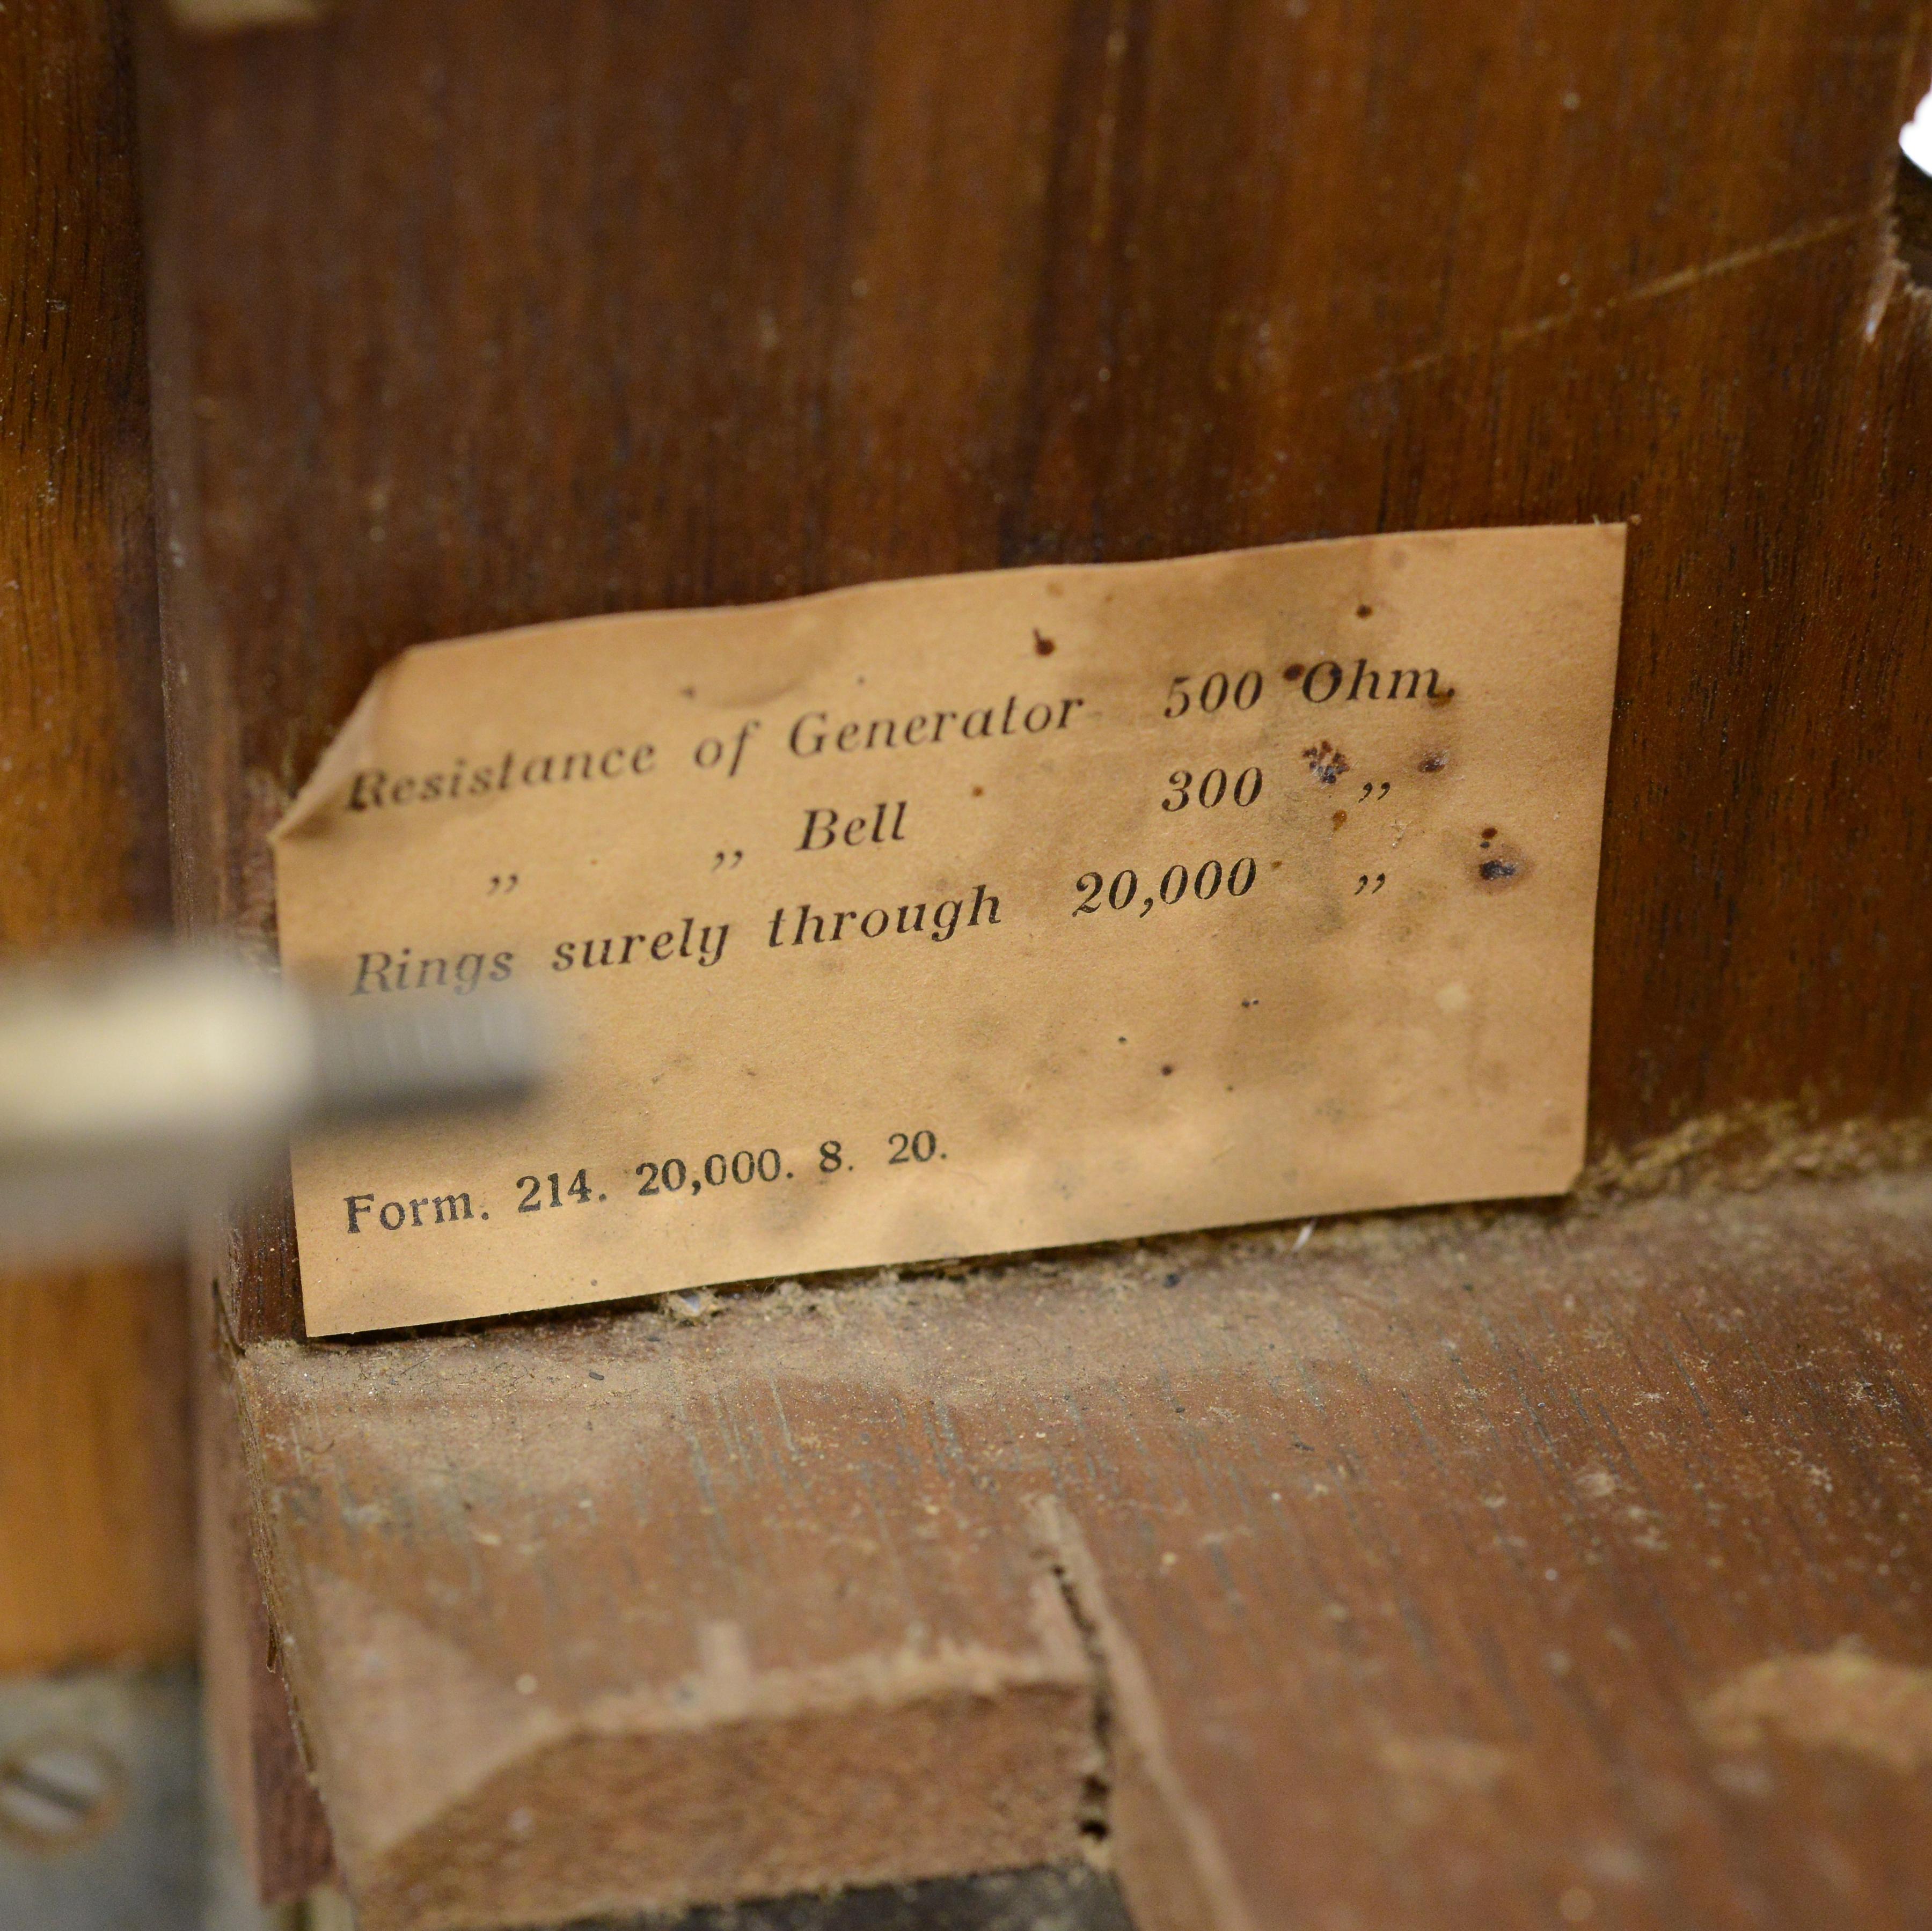 Resistance of Generator 500 Ohm.
„ „ Bell 300 „
Rings surely through 20,000 „
Form. 214. 20,000. 8. 20.